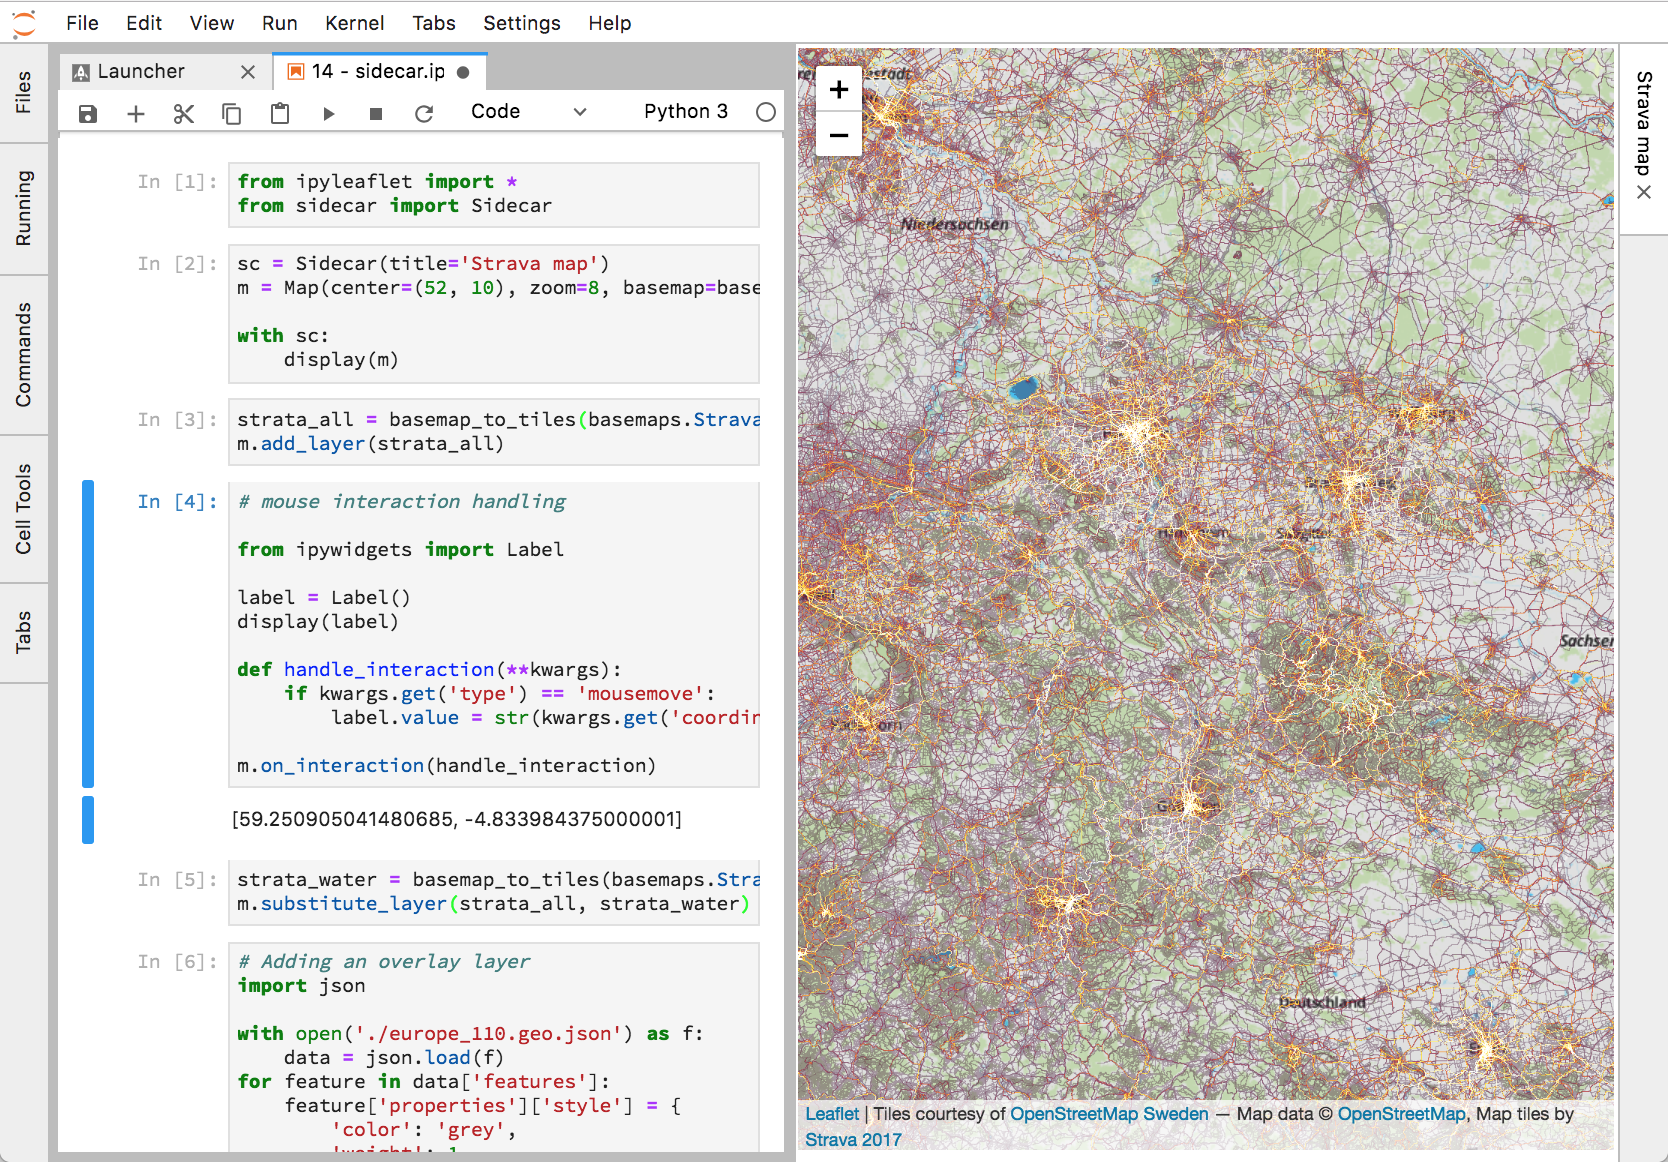 File Edit View Run Kernel Tabs Settings Help
Files
Running
Commands
Cell Tools
Tabs
Launcher
14 - sidecar.ip
Code
Python 3
In [1]:
from ipyleaflet import *
from sidecar import Sidecar
In [2]:
sc = Sidecar(title='Strava map')
m = Map(center=(52, 10), zoom=8, basemap=base
with sc:
display(m)
In [3]:
strata_all = basemap_to_tiles(basemaps.Strava
m.add_layer(strata_all)
In [4]:
# mouse interaction handling
from ipywidgets import Label
label = Label()
display(label)
def handle_interaction(**kwargs):
if kwargs.get('type') == 'mousemove':
label.value = str(kwargs.get('coordin
m.on_interaction(handle_interaction)
[59.250905041480685, -4.833984375000001]
In [5]:
strata_water = basemap_to_tiles(basemaps.Stra
m.substitute_layer(strata_all, strata_water)
In [6]:
# Adding an overlay layer
import json
with open('./europe_110.geo.json') as f:
data = json.load(f)
for feature in data['features']:
feature['properties']['style'] = {
'color': 'grey',
'weight': 1
+
−
Niedersachsen
Sachsen
Deutschland
Leaflet | Tiles courtesy of OpenStreetMap Sweden — Map data © OpenStreetMap, Map tiles by
Strava 2017
Strava map